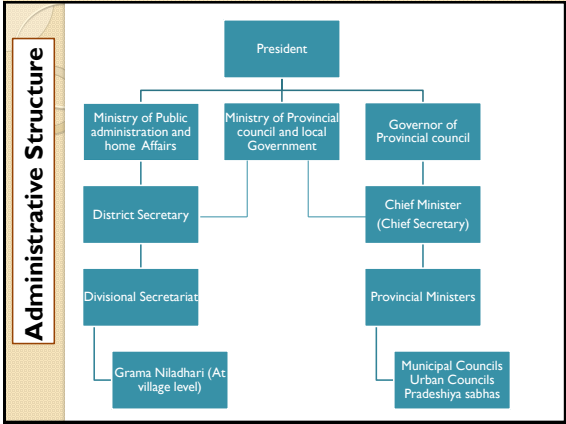 Administrative Structure
President
Ministry of Public
administration and
home Affairs
Ministry of Provincial
council and local
Government
Governor of
Provincial council
District Secretary
Chief Minister
(Chief Secretary)
Divisional Secretariat
Provincial Ministers
Grama Niladhari (At
village level)
Municipal Councils
Urban Councils
Pradeshiya sabhas